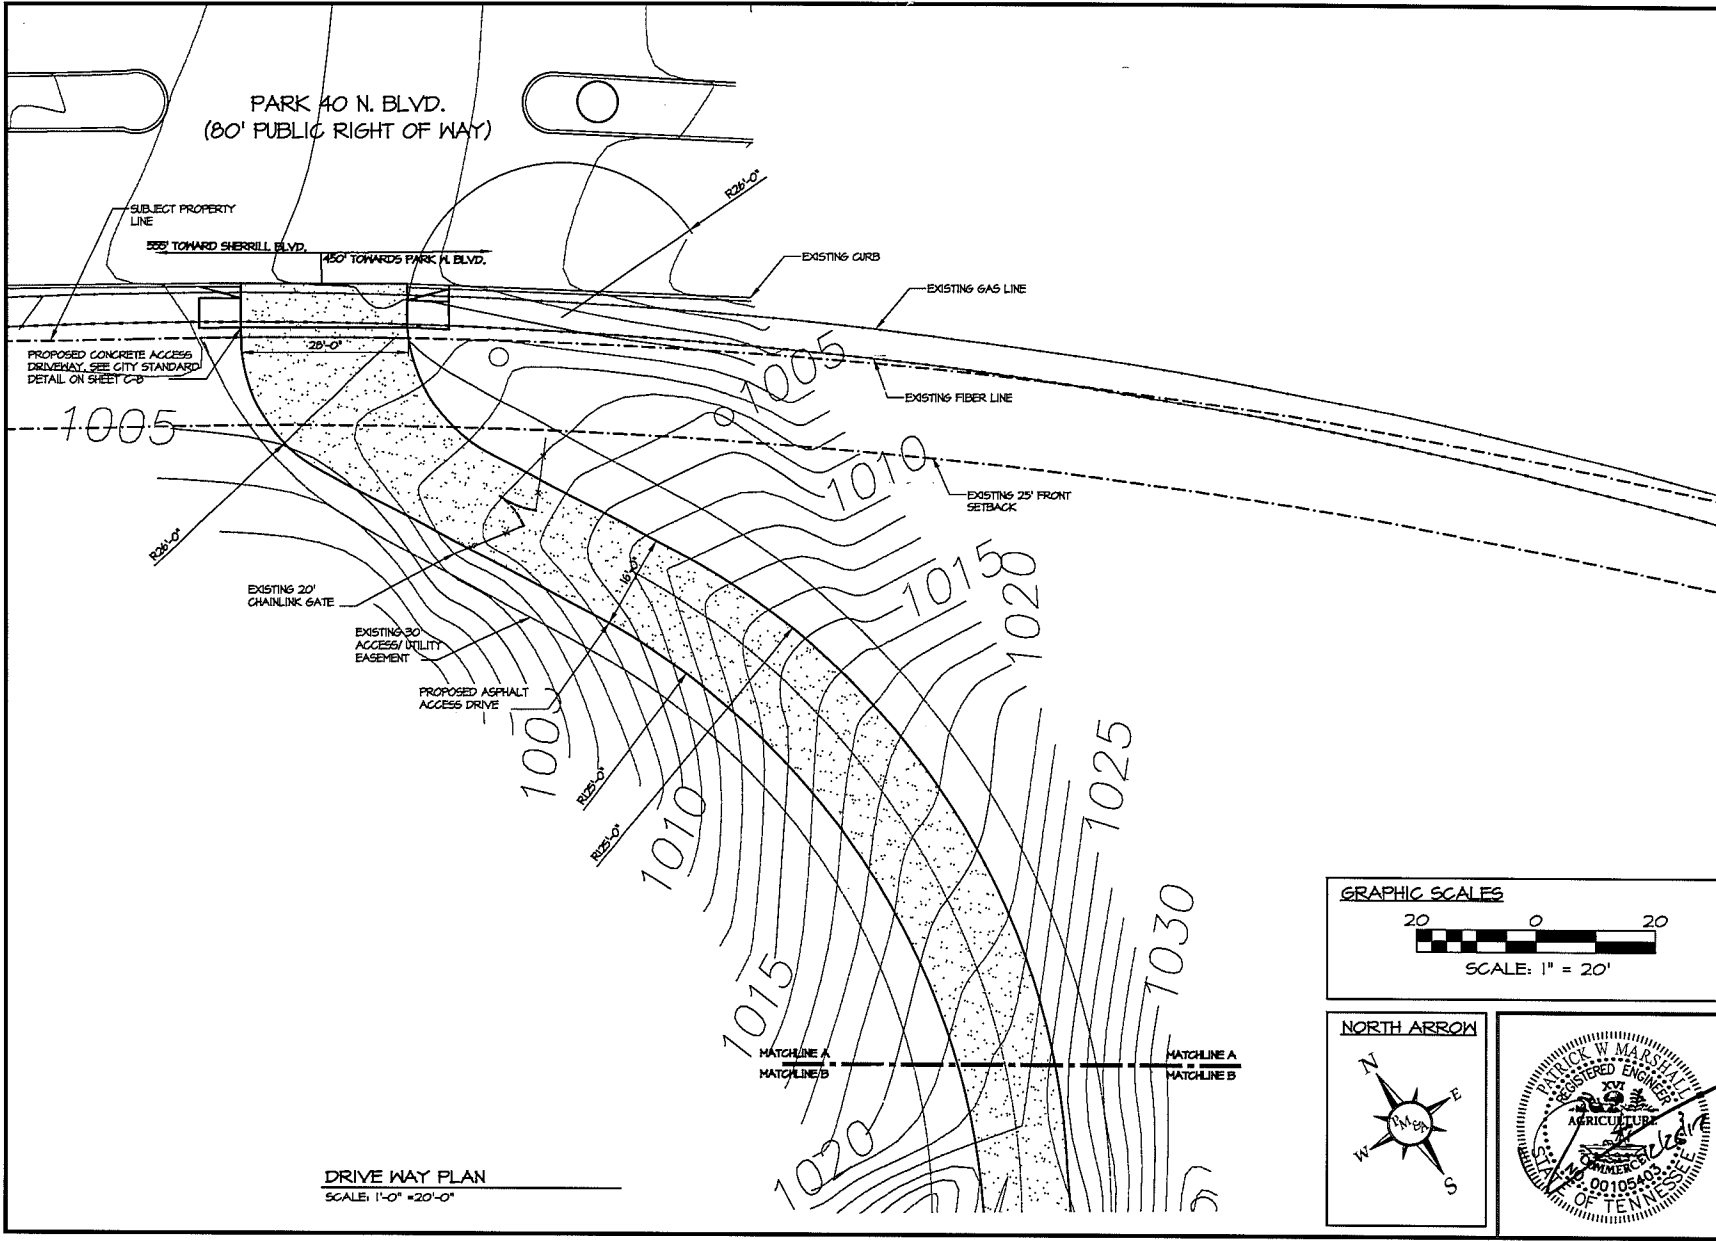 PARK 40 N. BLVD.
(80' PUBLIC RIGHT OF WAY)
R26'-0"
SUBJECT PROPERTY
LINE
555' TOWARD SHERRILL BLVD.
450' TOWARDS PARK N. BLVD.
EXISTING CURB
EXISTING GAS LINE
28'-0"
PROPOSED CONCRETE ACCESS
DRIVEWAY, SEE CITY STANDARD
DETAIL ON SHEET C-8
1005
1005
EXISTING FIBER LINE
1010
EXISTING 25' FRONT
SETBACK
R26'-0"
1015
1020
16'-0"
EXISTING 20'
CHAINLINK GATE
EXISTING 30'
ACCESS/ UTILITY
EASEMENT
PROPOSED ASPHALT
ACCESS DRIVE
100
R125'-0"
R125'-0"
1010
1025
1030
1015
GRAPHIC SCALES
20 0 20
SCALE: 1" = 20'
MATCHLINE A
MATCHLINE B
MATCHLINE A
MATCHLINE B
NORTH ARROW
N
E
W
S
PATRICK W MARSHALL
REGISTERED ENGINEER
XVI
AGRICULTURE
COMMERCE
NO. 00105403
STATE OF TENNESSEE
1020
DRIVE WAY PLAN
SCALE: 1'-0" =20'-0"